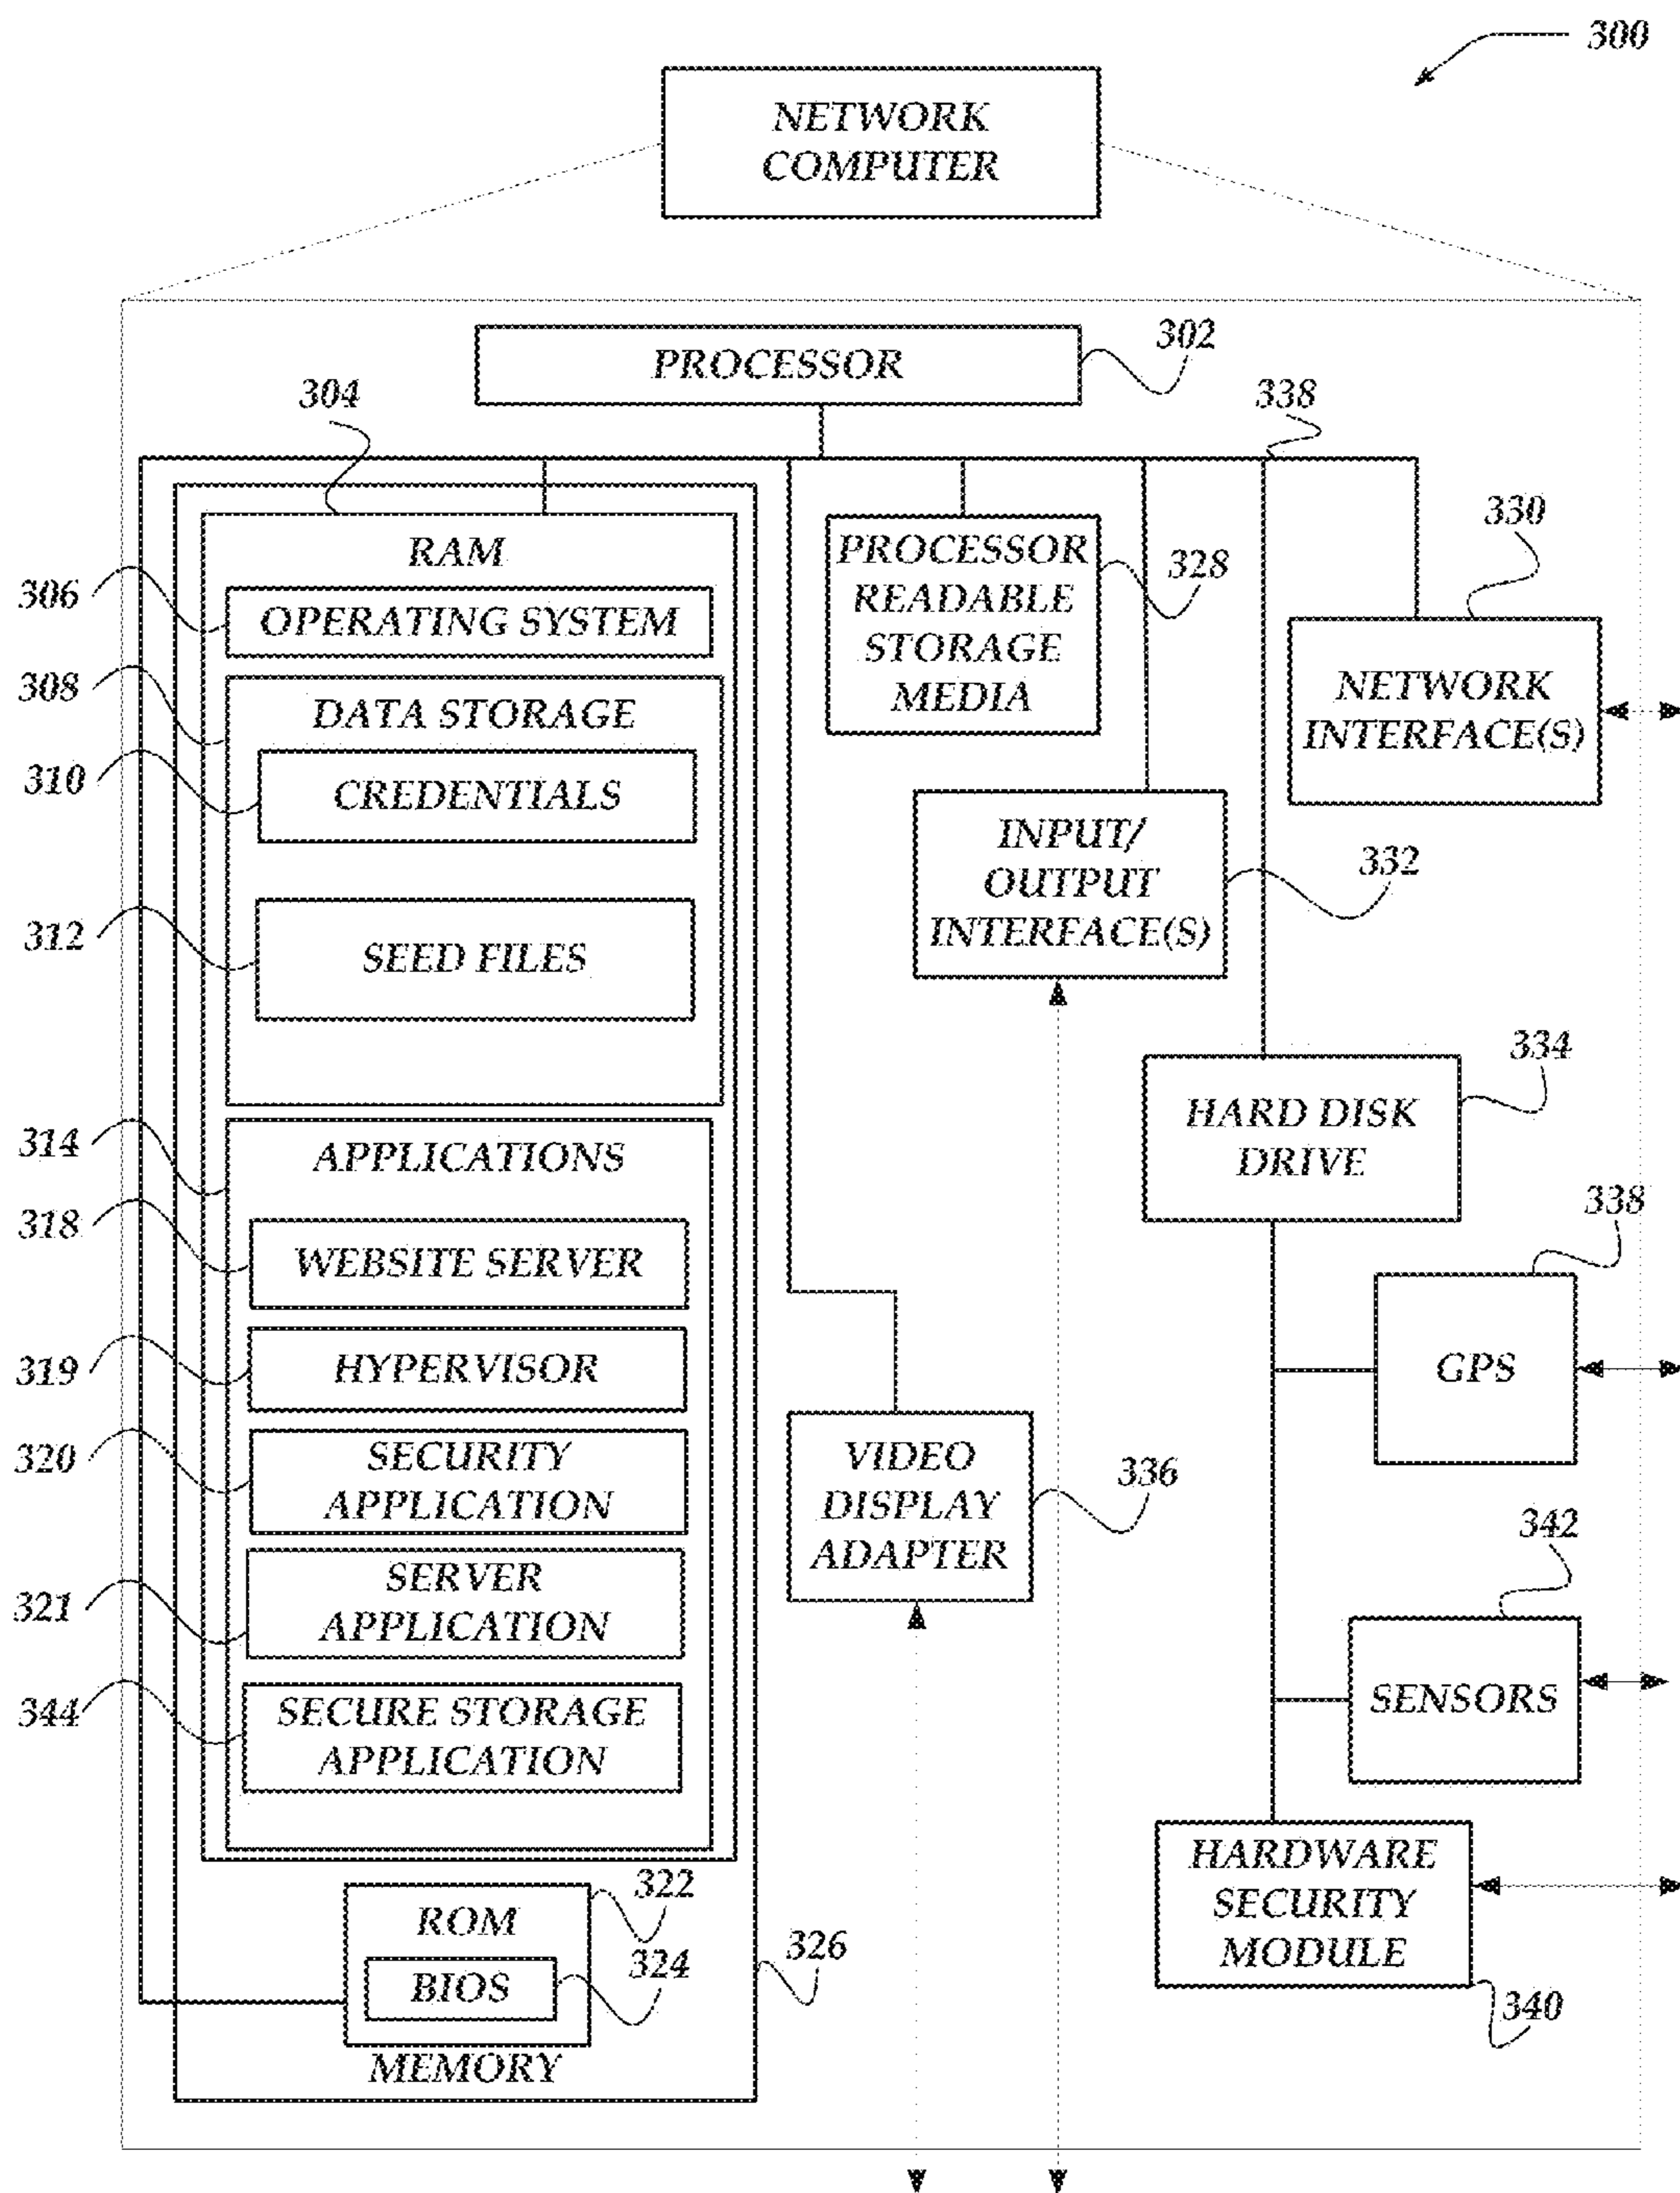 300
NETWORK
COMPUTER
PROCESSOR
302
304
338
RAM
306
OPERATING SYSTEM
308
DATA STORAGE
310
CREDENTIALS
312
SEED FILES
314
APPLICATIONS
318
WEBSITE SERVER
319
HYPERVISOR
320
SECURITY
APPLICATION
321
SERVER
APPLICATION
344
SECURE STORAGE
APPLICATION
322
ROM
324
BIOS
326
MEMORY
PROCESSOR
READABLE
STORAGE
MEDIA
328
330
NETWORK
INTERFACE(S)
INPUT/
OUTPUT
INTERFACE(S)
332
334
HARD DISK
DRIVE
338
GPS
VIDEO
DISPLAY
ADAPTER
336
342
SENSORS
HARDWARE
SECURITY
MODULE
340